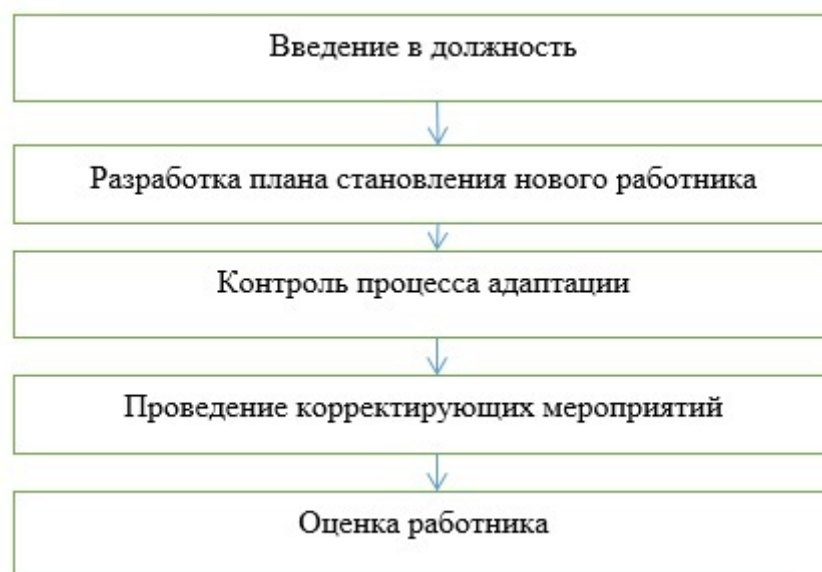 Введение в должность
Разработка плана становления нового работника
Контроль процесса адаптации
Проведение корректирующих мероприятий
Оценка работника